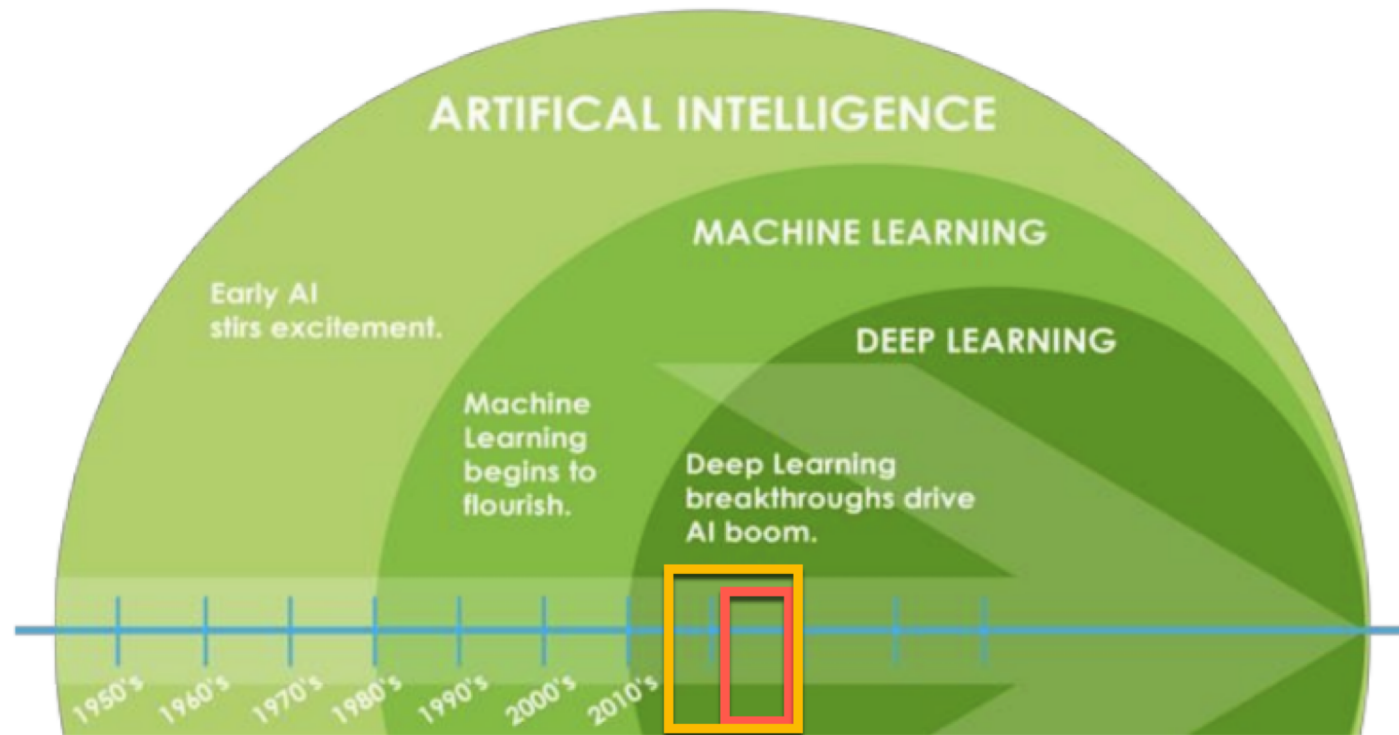 ARTIFICAL INTELLIGENCE
MACHINE LEARNING
Early AI
stirs excitement.
DEEP LEARNING
Machine
Learning
begins to
flourish.
Deep Learning
breakthroughs drive
AI boom.
1950's
1960's
1970's
1980's
1990's
2000's
2010's